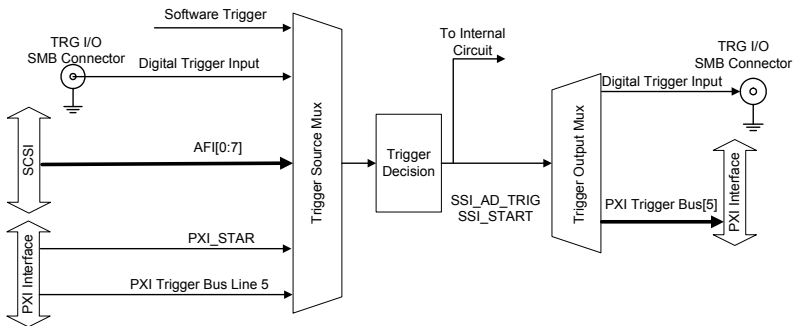 Software Trigger
TRG I/O
SMB Connector
Digital Trigger Input
SCSI
AFI[0:7]
PXI Interface
PXI_STAR
PXI Trigger Bus Line 5
Trigger Source Mux
Trigger
Decision
To Internal
Circuit
SSI_AD_TRIG
SSI_START
Trigger Output Mux
TRG I/O
SMB Connector
Digital Trigger Input
PXI Trigger Bus[5]
PXI Interface